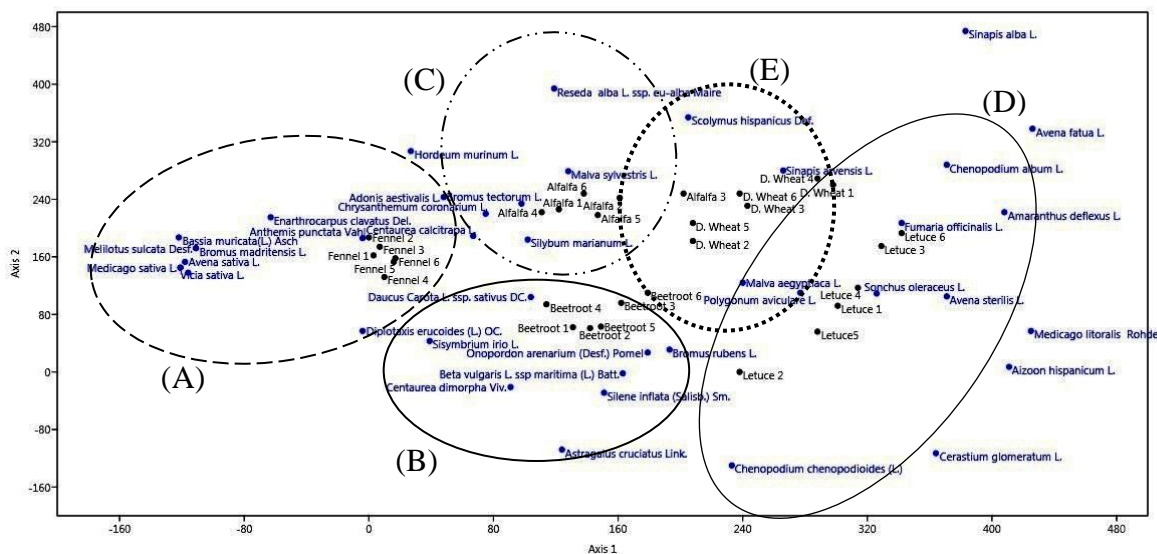 480
Sinapis alba L.
(C)
(E)
400
Reseda alba L. ssp. eu-alba Maire
(D)
Scolymus hispanicus Def.
Avena fatua L.
320
Hordeum murinum L.
Chenopodium album L.
Malva sylvestris L.
Sinapis arvensis L.
D. Wheat 4
D. Wheat 1
Alfalfa 6
Adonis aestivalis L.
Bromus tectorum L.
Alfalfa 1
Alfalfa
Alfalfa 3
D. Wheat 6
D. Wheat 3
240
Chrysanthemum coronarium L.
Alfalfa 4
Alfalfa 5
Amaranthus deflexus L.
Enarthrocarpus clavatus Del.
Anthemis punctata Vahl
Centaurea calcitrapa
D. Wheat 5
Fumaria officinalis L.
Letuce 6
Bassia muricata(L.) Asch
Fennel 2
Silybum marianum L.
D. Wheat 2
Melilotus sulcata Desf.
Bromus madritensis L.
Fennel 3
Letuce 3
Fennel 1
160
Avena sativa L.
Fennel 6
Medicago sativa L.
Fennel 5
Vicia sativa L.
Fennel 4
Malva aegyptiaca L.
Letuce 4
Sonchus oleraceus L.
Daucus Carota L. ssp. sativus DC.
Beetroot 6
Polygonum aviculare L.
Avena sterilis L.
Beetroot 4
Beetroot 3
Letuce 1
80
Diplotaxis erucoides (L.) OC.
Beetroot 1
Beetroot 5
Beetroot 2
Letuce5
Medicago litoralis Rohde
Sisymbrium irio L.
Onopordon arenarium (Desf.) Pomel
Bromus rubens L.
0
Beta vulgaris L. ssp maritima (L.) Batt.
Letuce 2
Aizoon hispanicum L.
(A)
Centaurea dimorpha Viv.
Silene inflata (Salisb.) Sm.
-80
(B)
Astragalus cruciatus Link.
Cerastium glomeratum L.
Chenopodium chenopodioides (L.)
-160
Axis 2
-160 -80 0 80 160 240 320 400 480
Axis 1